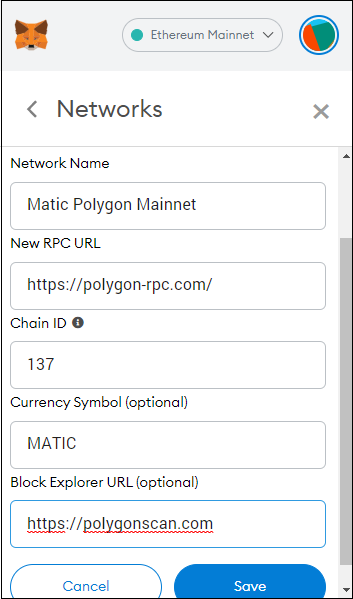 Ethereum Mainnet
Networks
Network Name
Matic Polygon Mainnet
New RPC URL
https://polygon-rpc.com/
Chain ID
137
Currency Symbol (optional)
MATIC
Block Explorer URL (optional)
https://polygonscan.com
Cancel
Save